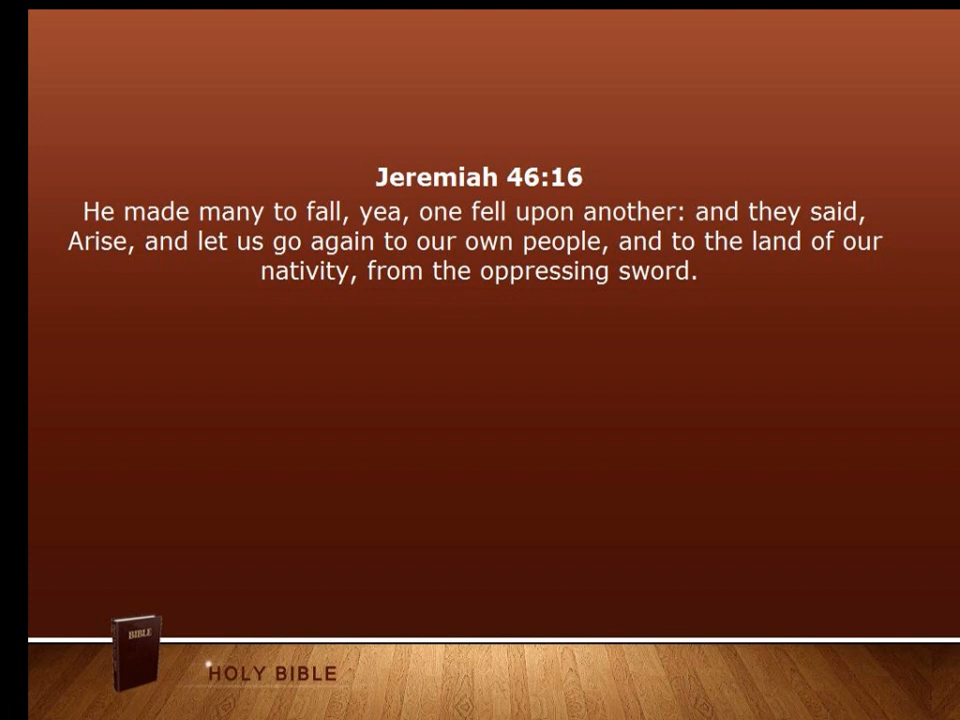 Jeremiah 46:16
He made many to fall, yea, one fell upon another: and they said,
Arise, and let us go again to our own people, and to the land of our
nativity, from the oppressing sword.
BIBLE
HOLY BIBLE